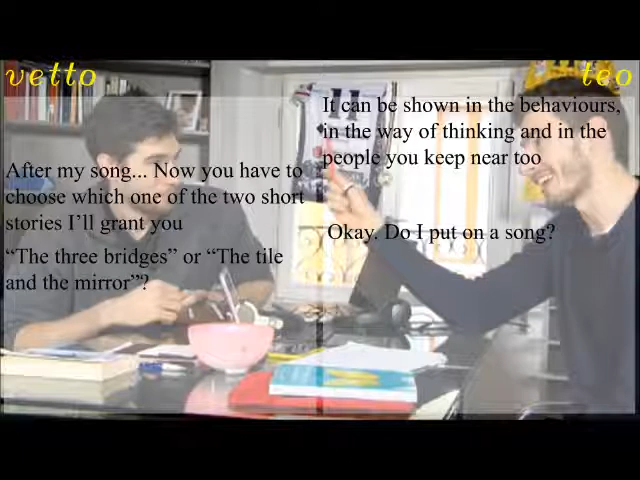 vetto
teo
It can be shown in the behaviours,
in the way of thinking and in the
people you keep near too
After my song... Now you have to
choose which one of the two short
stories I'll grant you
Okay. Do I put on a song?
“The three bridges” or “The tile
and the mirror”?